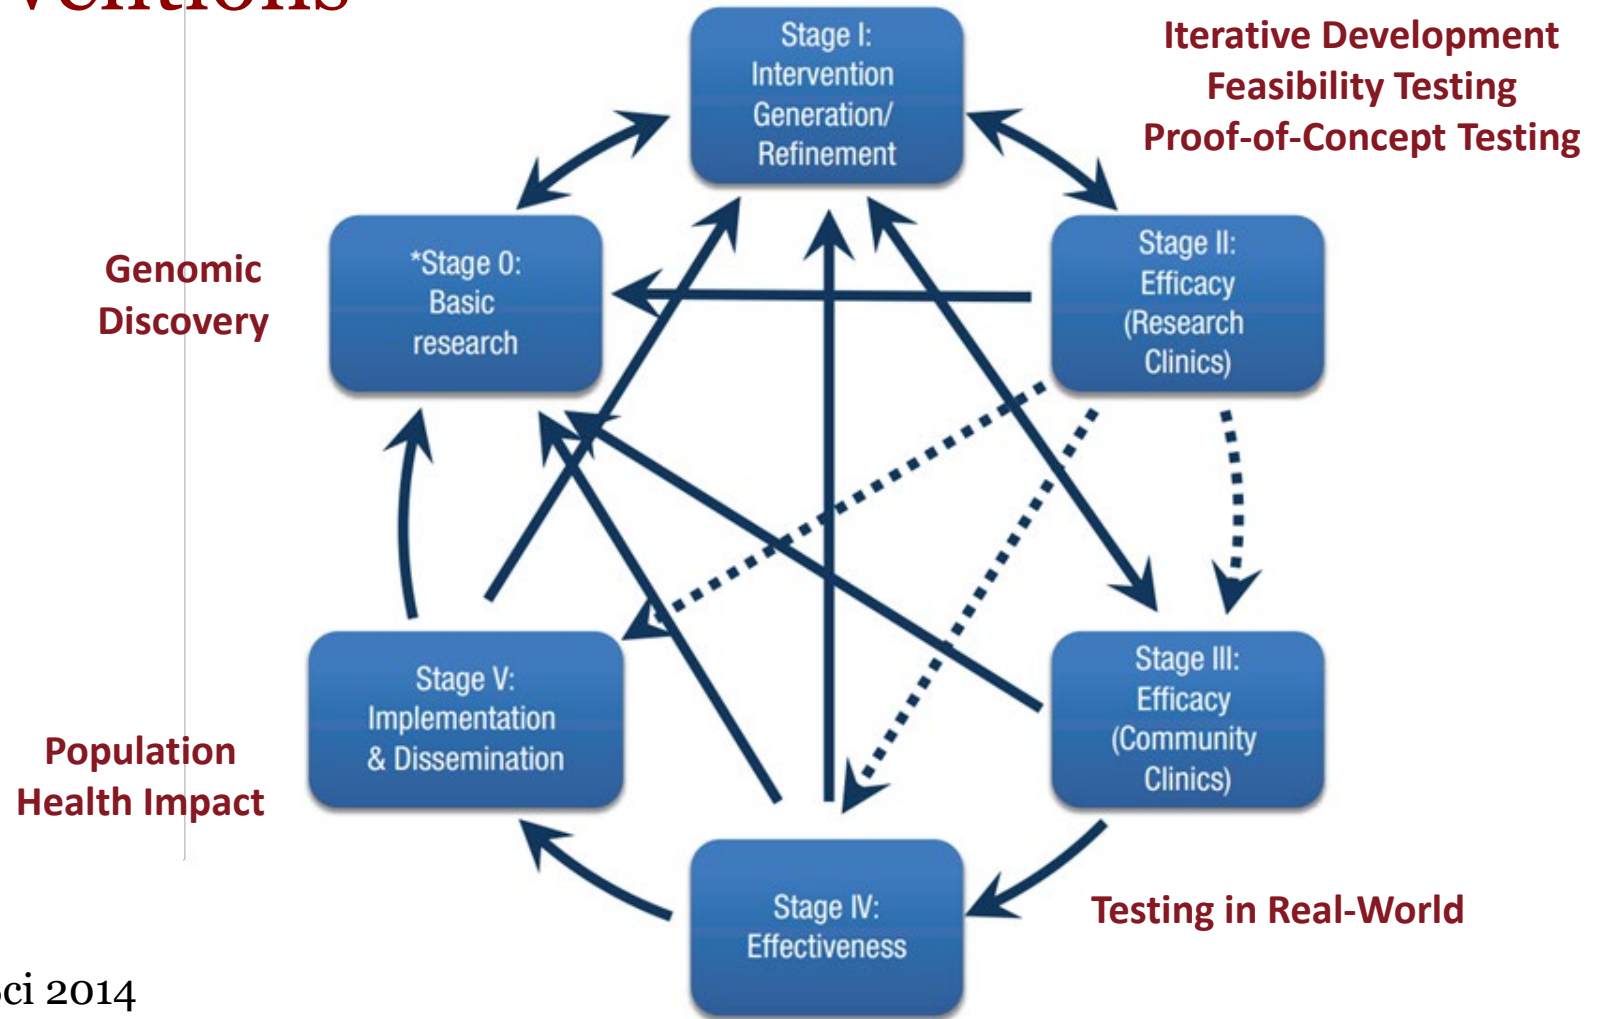 Stage I:
Intervention
Generation/
Refinement
Iterative Development
Feasibility Testing
Proof-of-Concept Testing
Genomic
Discovery
*Stage 0:
Basic
research
Stage II:
Efficacy
(Research
Clinics)
Stage V:
Implementation
& Dissemination
Stage III:
Efficacy
(Community
Clinics)
Population
Health Impact
Stage IV:
Effectiveness
Testing in Real-World
2014